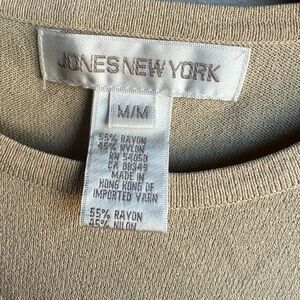 JONES NEW YORK
M/M
55% RAYON
45% NYLON
RN 54050
CA 08349
MADE IN
HONG KONG OF
IMPORTED YARN
55% RAYON
45% NILON